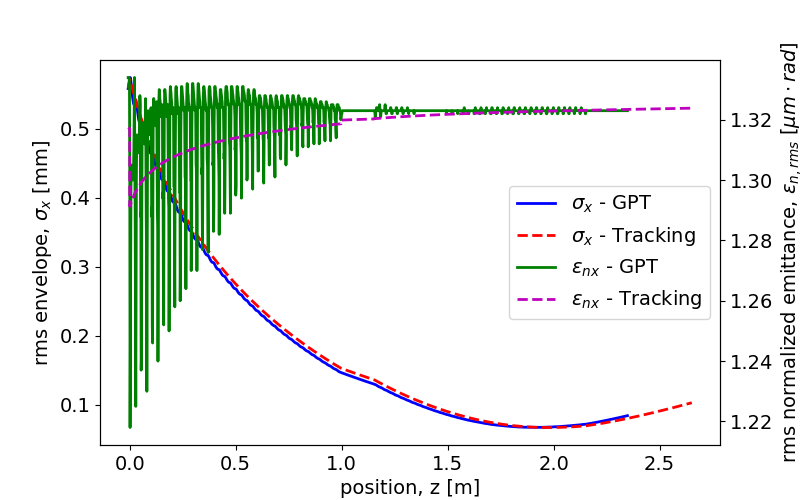 0.5
0.4
0.3
0.2
0.1
rms envelope, σx [mm]
σx - GPT
σx - Tracking
εnx - GPT
εnx - Tracking
1.32
1.30
1.28
1.26
1.24
1.22
rms normalized emittance, εn, rms [μm · rad]
0.0 0.5 1.0 1.5 2.0 2.5
position, z [m]